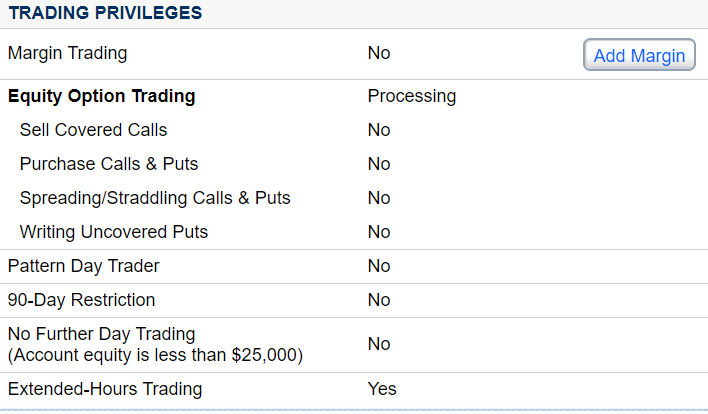 TRADING PRIVILEGES
Margin Trading No Add Margin
Equity Option Trading Processing
Sell Covered Calls No
Purchase Calls & Puts No
Spreading/Straddling Calls & Puts No
Writing Uncovered Puts No
Pattern Day Trader No
90-Day Restriction No
No Further Day Trading
(Account equity is less than $25,000) No
Extended-Hours Trading Yes